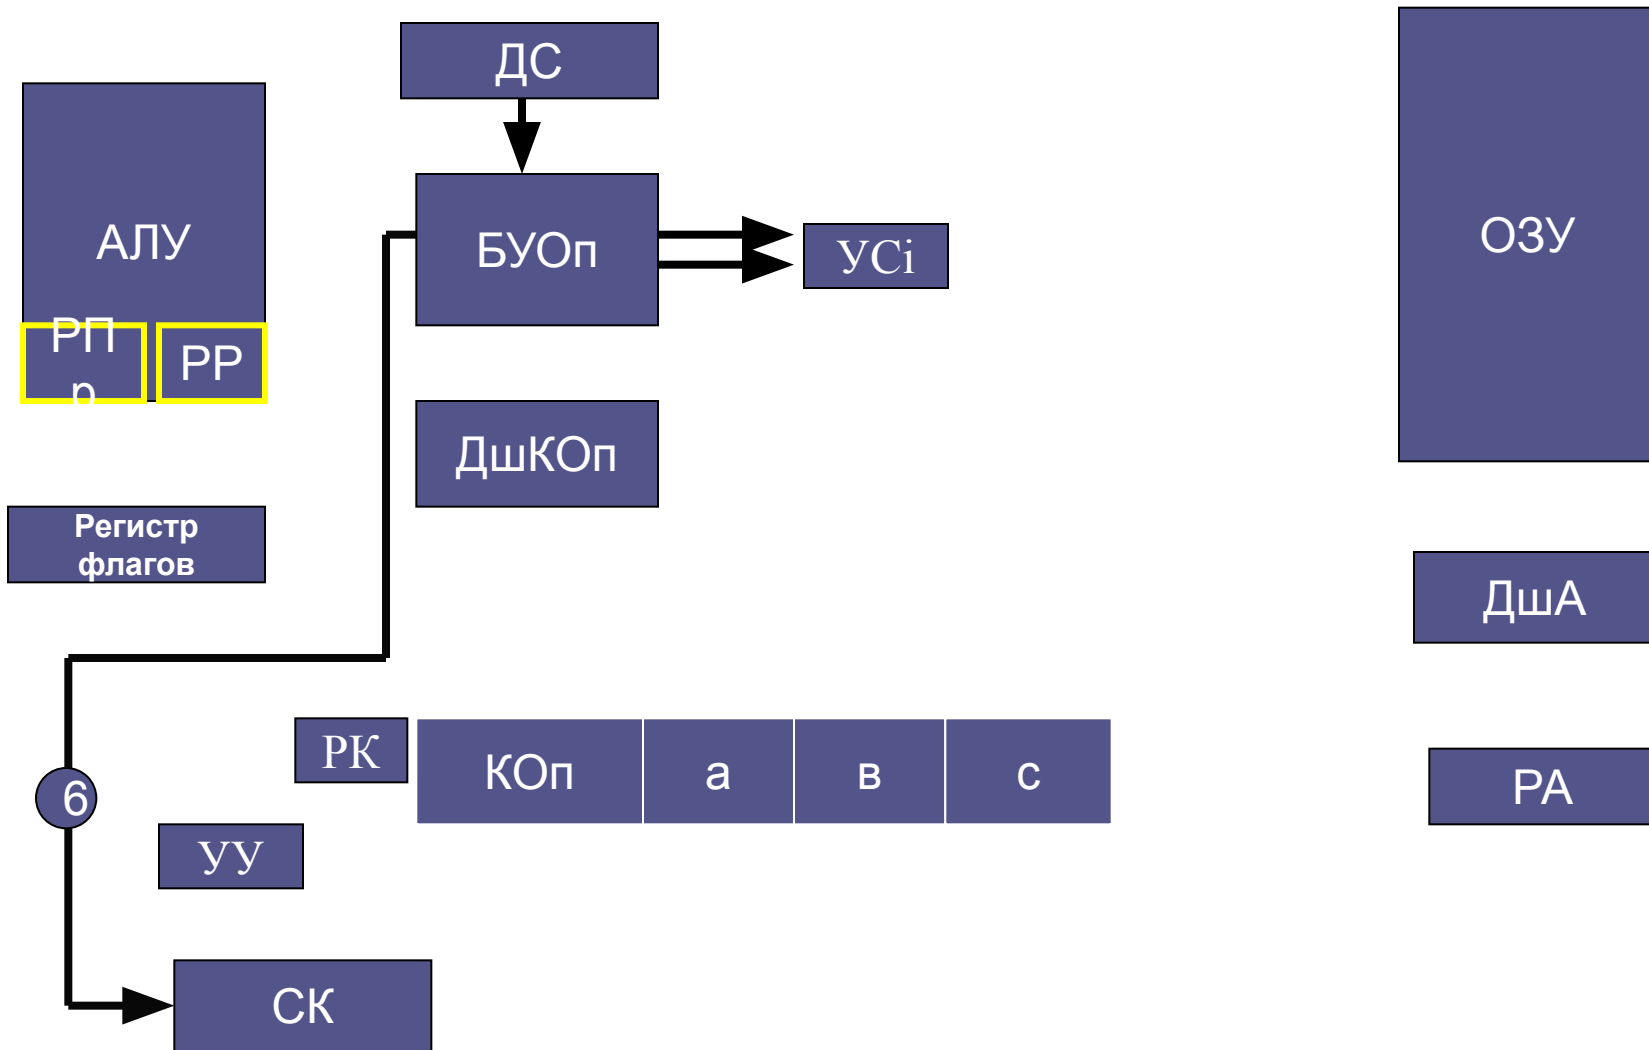 ДС
АЛУ
БУОп
УСi
ОЗУ
РП
р
РР
ДшКОп
Регистр
флагов
ДшА
РК
КОп
а
в
с
РА
6
УУ
СК